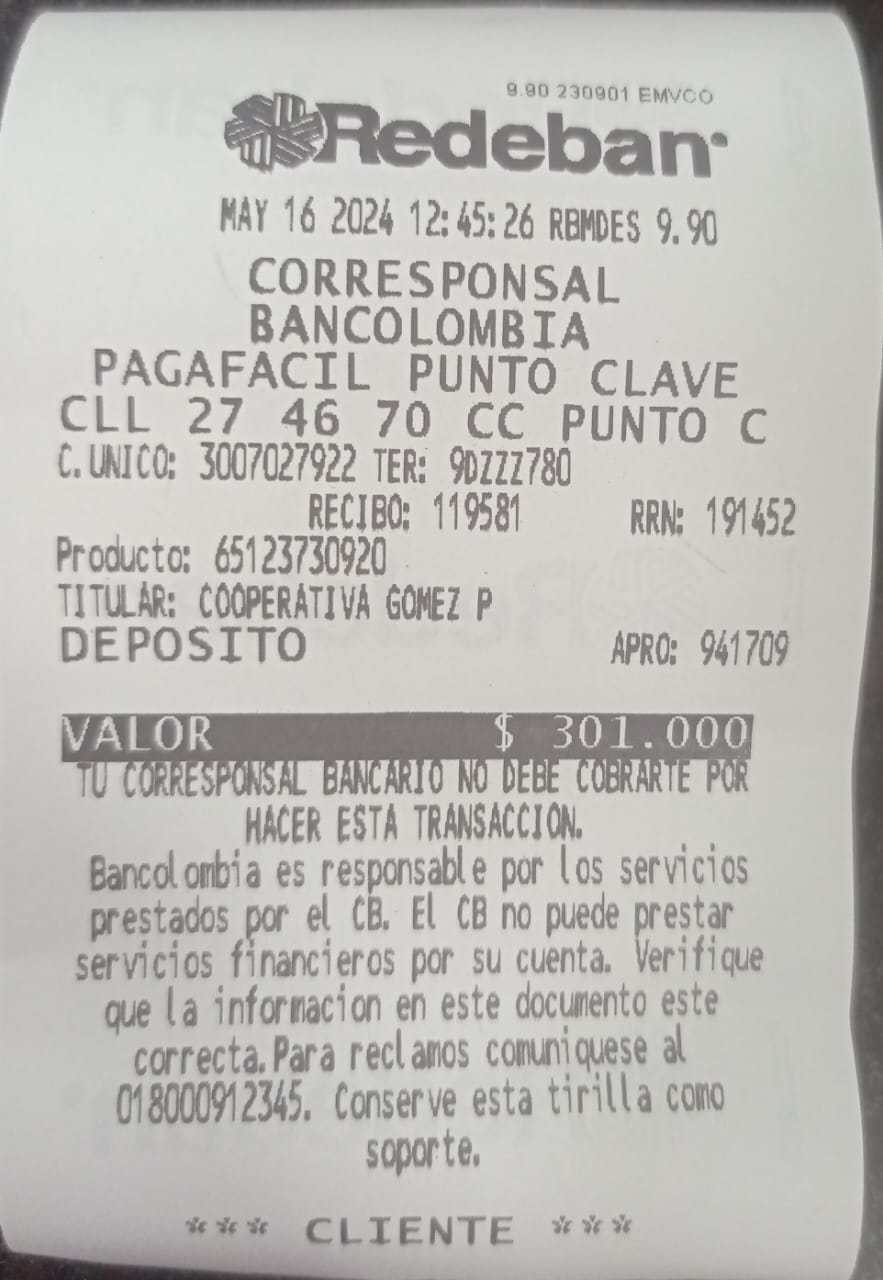 9.90 230901 EMVCO
Redeban
MAY 16 2024 12:45:26 RBMDES 9.90
CORRESPONSAL
BANCOLOMBIA
PAGAFACIL PUNTO CLAVE
CLL 27 46 70 CC PUNTO C
C.UNICO: 3007027922 TER: 9DZZZ780
RECIBO: 119581 RRN: 191452
Producto: 65123730920
TITULAR: COOPERATIVA GOMEZ P
DEPOSITO APRO: 941709
VALOR $ 301.000
TU CORRESPONSAL BANCARIO NO DEBE COBRARTE POR
HACER ESTA TRANSACCION.
Bancolombia es responsable por los servicios
prestados por el CB. El CB no puede prestar
servicios financieros por su cuenta. Verifique
que la informacion en este documento este
correcta.Para reclamos comuniquese al
018000912345. Conserve esta tirilla como
soporte.
*** CLIENTE ***